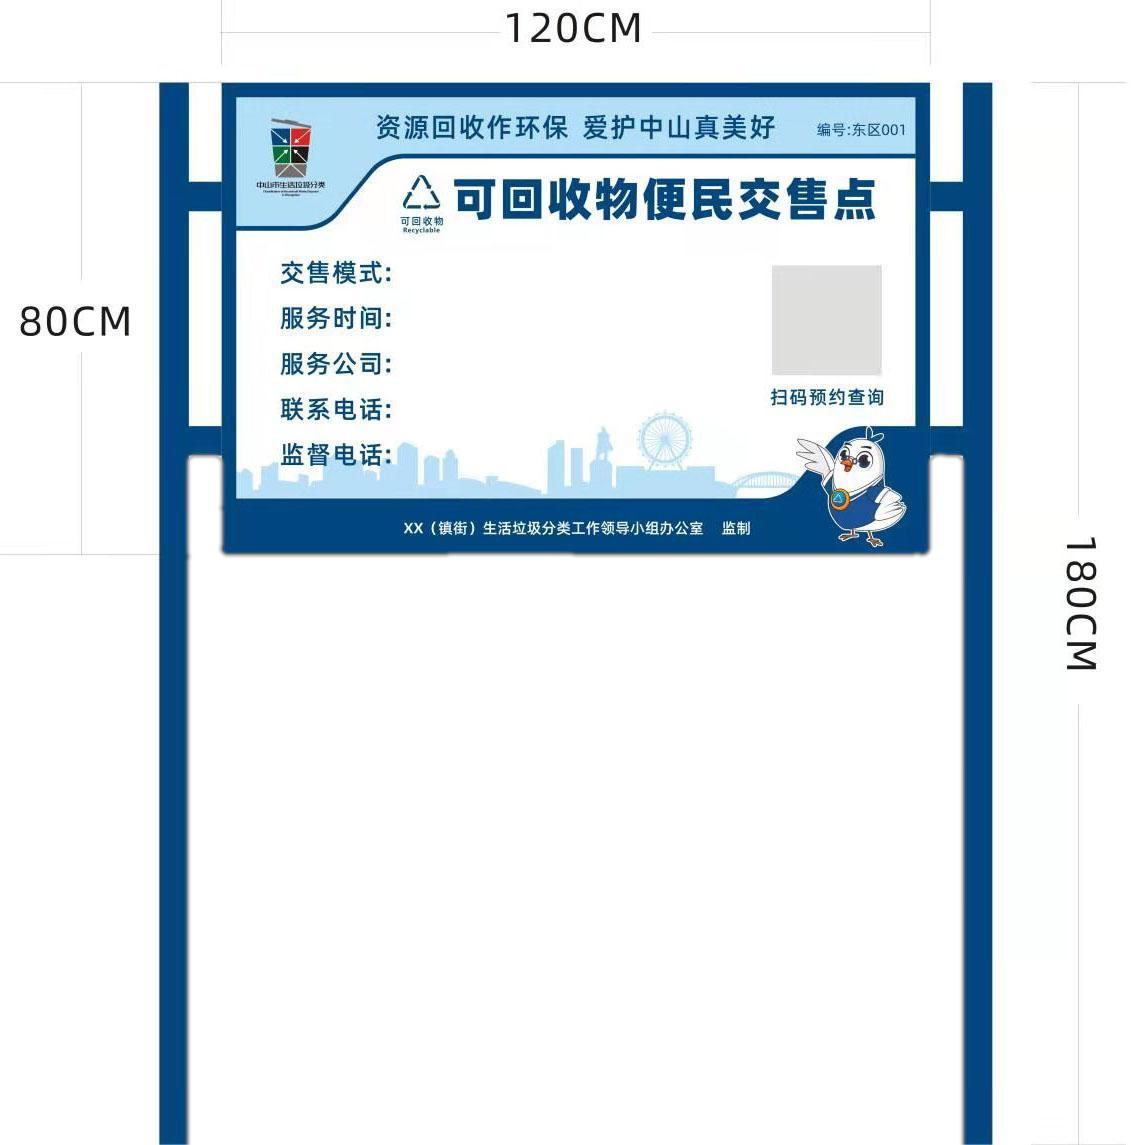 120CM
资源回收作环保 爱护中山真美好
编号:东区001
中山市生活垃圾分类
可回收物便民交售点
可回收物
Recyclable
交售模式:
服务时间:
80CM
服务公司:
扫码预约查询
联系电话:
监督电话:
XX（镇街）生活垃圾分类工作领导小组办公室 监制
180CM